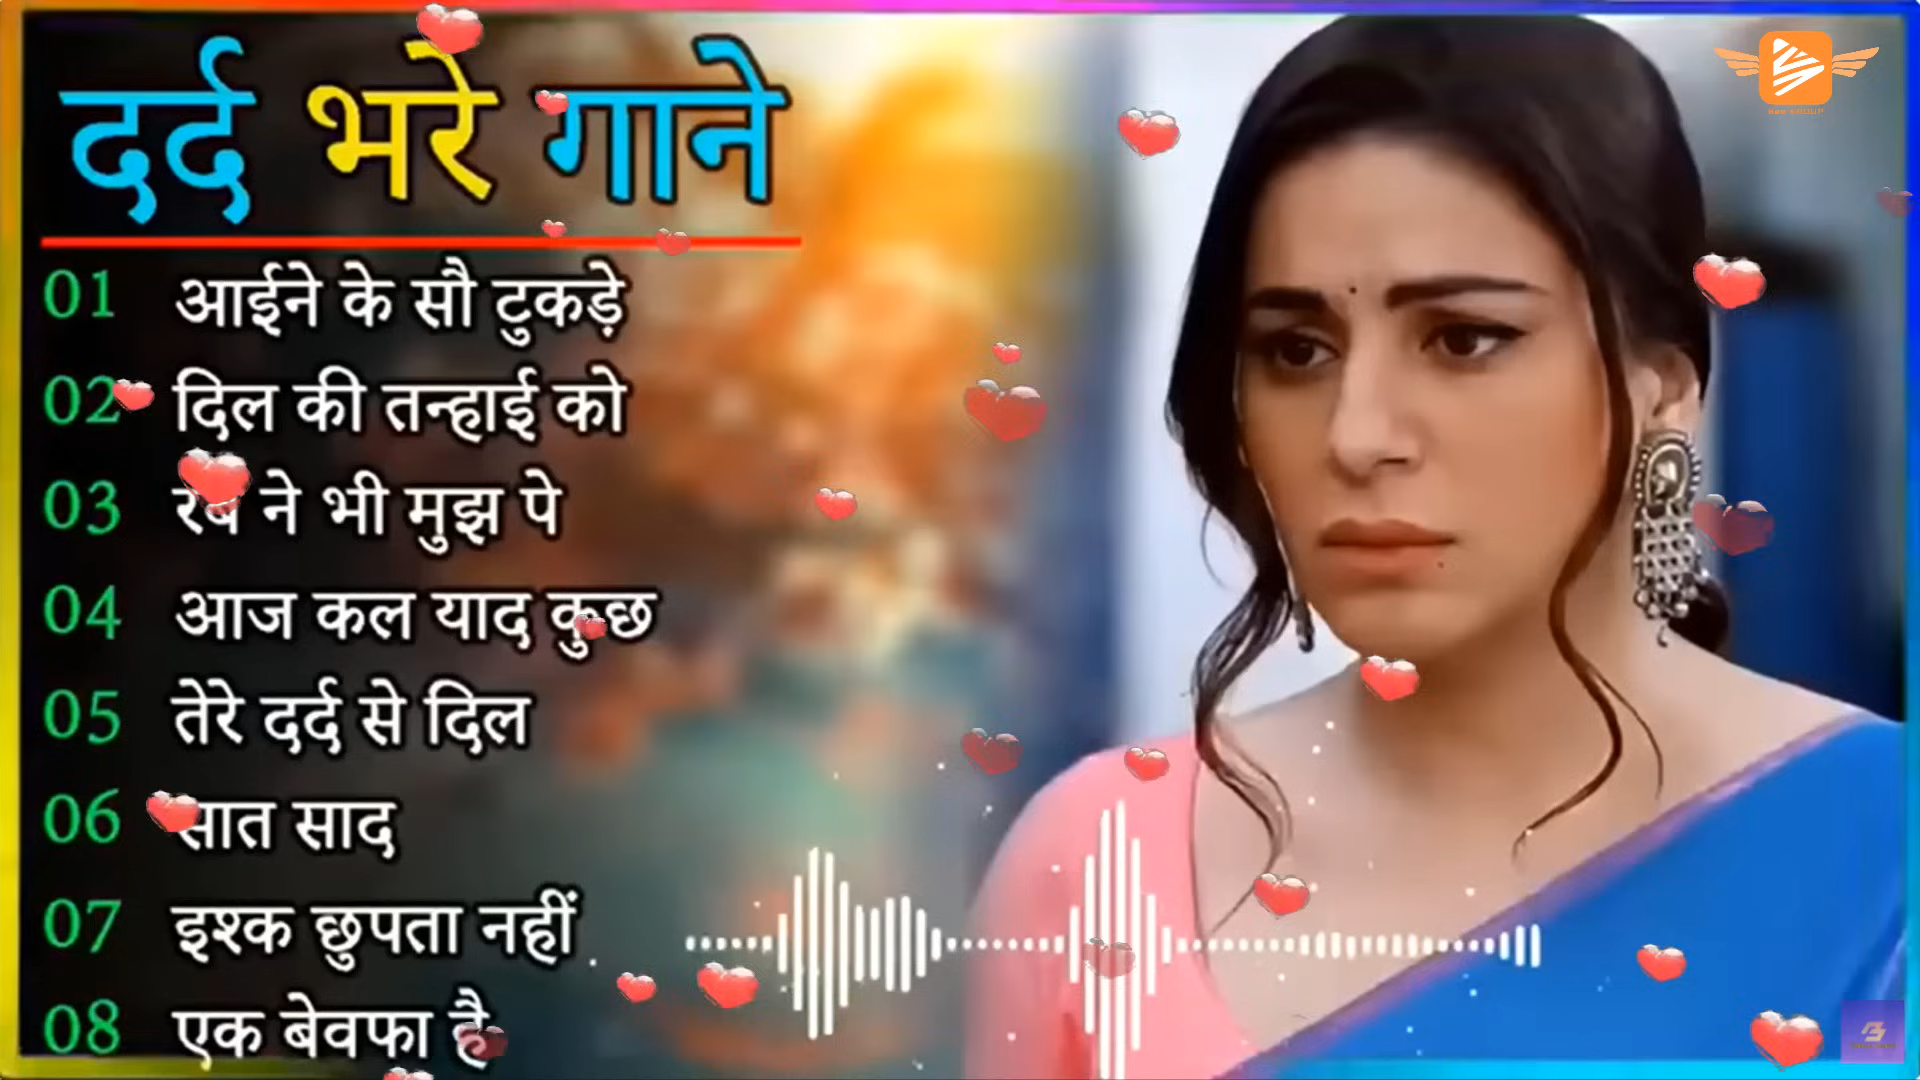 दर्द भरे गाने
01 आईने के सौ टुकड़े
02 दिल की तन्हाई को
03 रब ने भी मुझ पे
04 आज कल याद कुछ
05 तेरे दर्द से दिल
06 सात साद
07 इश्क छुपता नहीं
08 एक बेवफा है